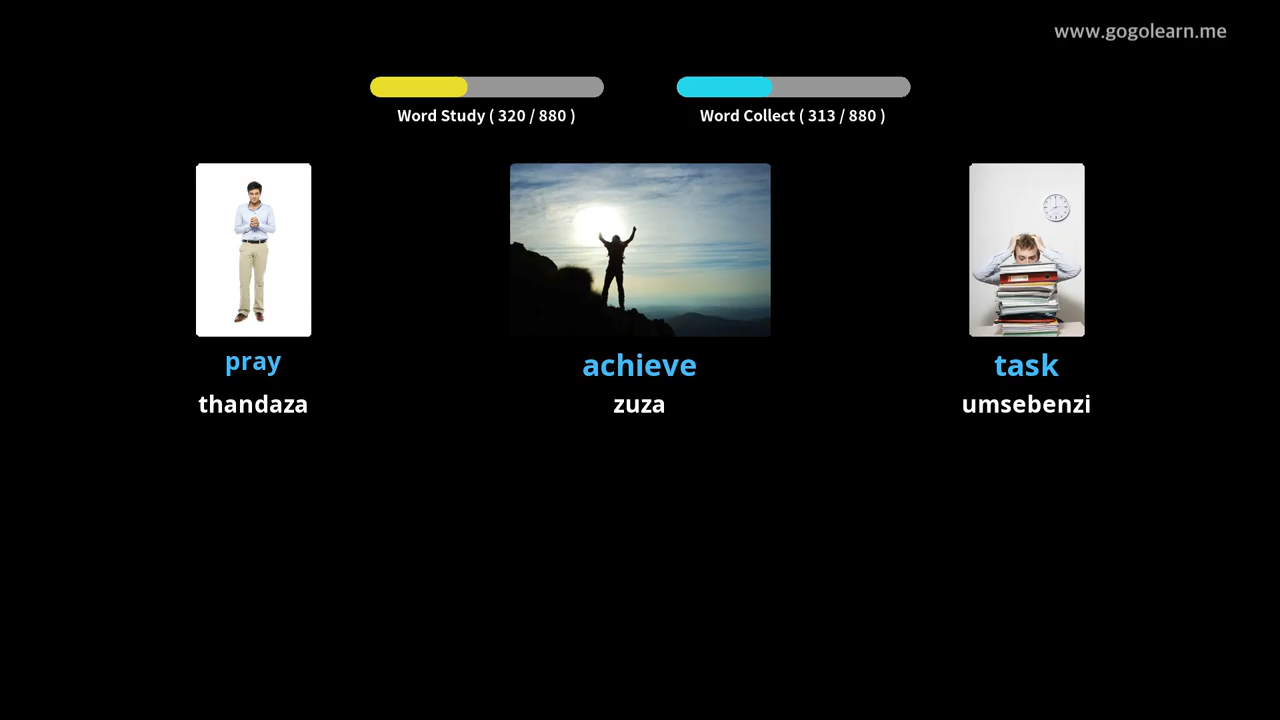 www.gogolearn.me
Word Study ( 320 / 880 )
Word Collect ( 313 / 880 )
pray
achieve
task
thandaza
zuza
umsebenzi